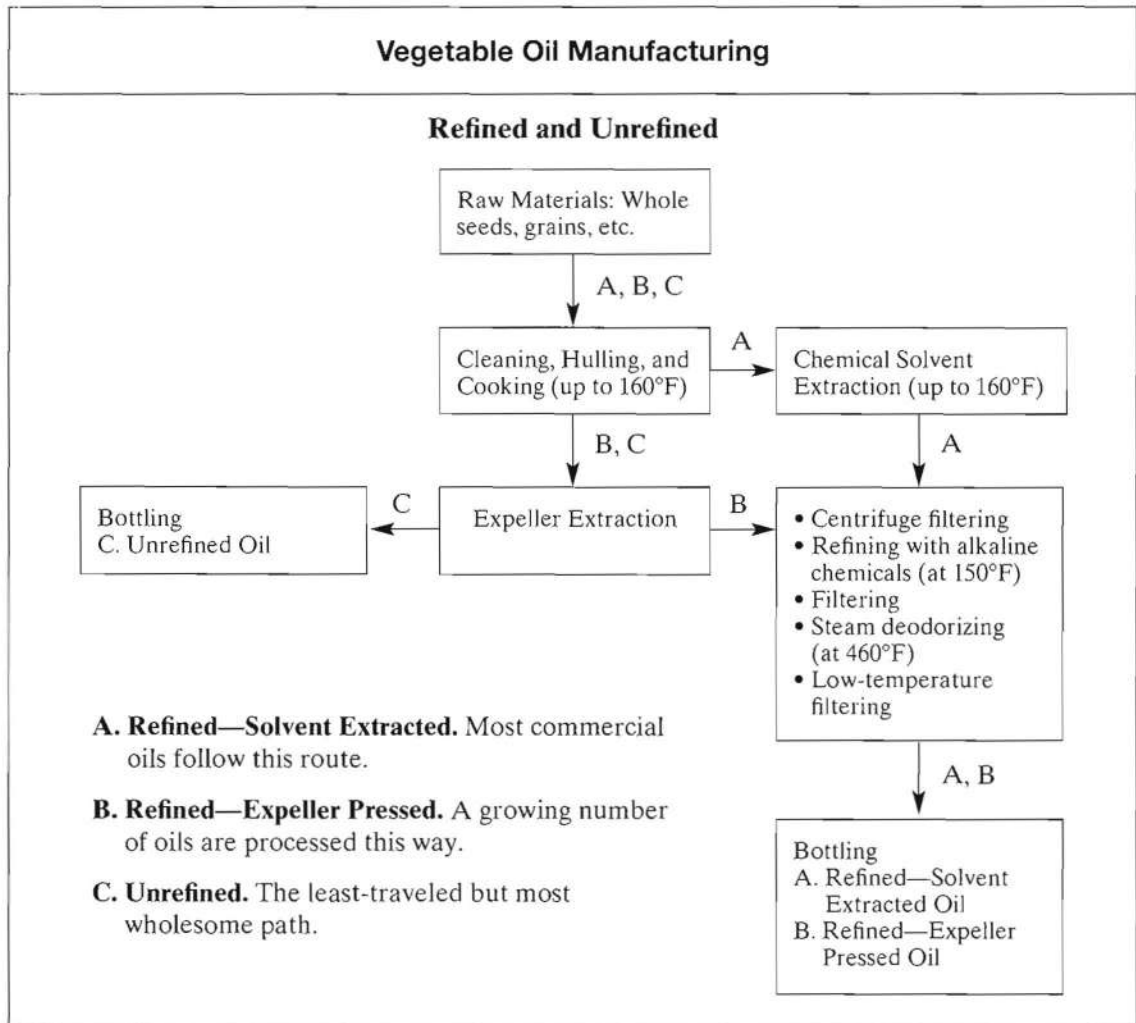 Vegetable Oil Manufacturing
Refined and Unrefined
Raw Materials: Whole
seeds, grains, etc.
A, B, C
Cleaning, Hulling, and
Cooking (up to 160°F)
A
Chemical Solvent
Extraction (up to 160°F)
B, C
A
Bottling
C. Unrefined Oil
C
Expeller Extraction
B
• Centrifuge filtering
• Refining with alkaline
chemicals (at 150°F)
• Filtering
• Steam deodorizing
(at 460°F)
• Low-temperature
filtering
A. Refined—Solvent Extracted. Most commercial
oils follow this route.
B. Refined—Expeller Pressed. A growing number
of oils are processed this way.
C. Unrefined. The least-traveled but most
wholesome path.
A, B
Bottling
A. Refined—Solvent
Extracted Oil
B. Refined—Expeller
Pressed Oil